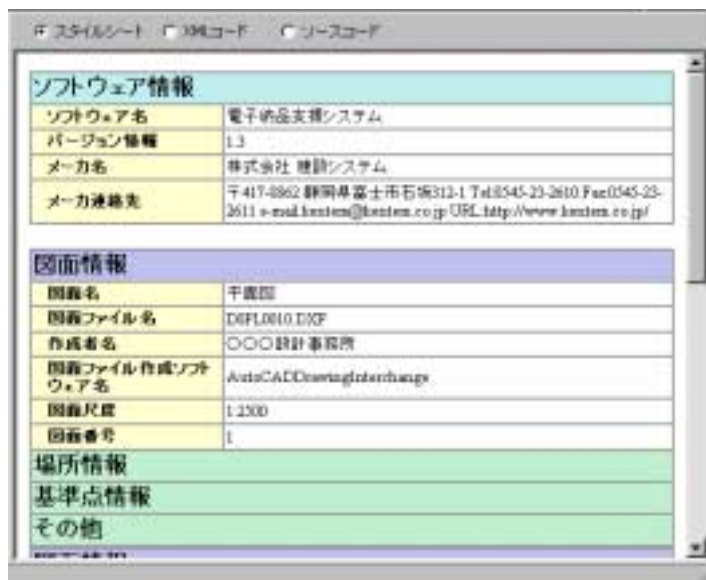 スタイルシート XMLコード ソースコード
ソフトウェア情報
ソフトウェア名 電子納品支援システム
バージョン情報 1.3
メーカ名 株式会社 建設システム
メーカ連絡先 〒417-0862 静岡県富士市石坂312-1 Tel:0545-23-2610 Fax:0545-23-
2611 e-mail:kentem@kentem.co.jp URL:http://www.kentem.co.jp/
図面情報
図面名 平面図
図面ファイル名 D0PL0010.DXF
作成者名 〇〇〇設計事務所
図面ファイル作成ソフト
ウェア名 AutoCADDrawingInterchange
図面尺度 1:2500
図面番号 1
場所情報
基準点情報
その他